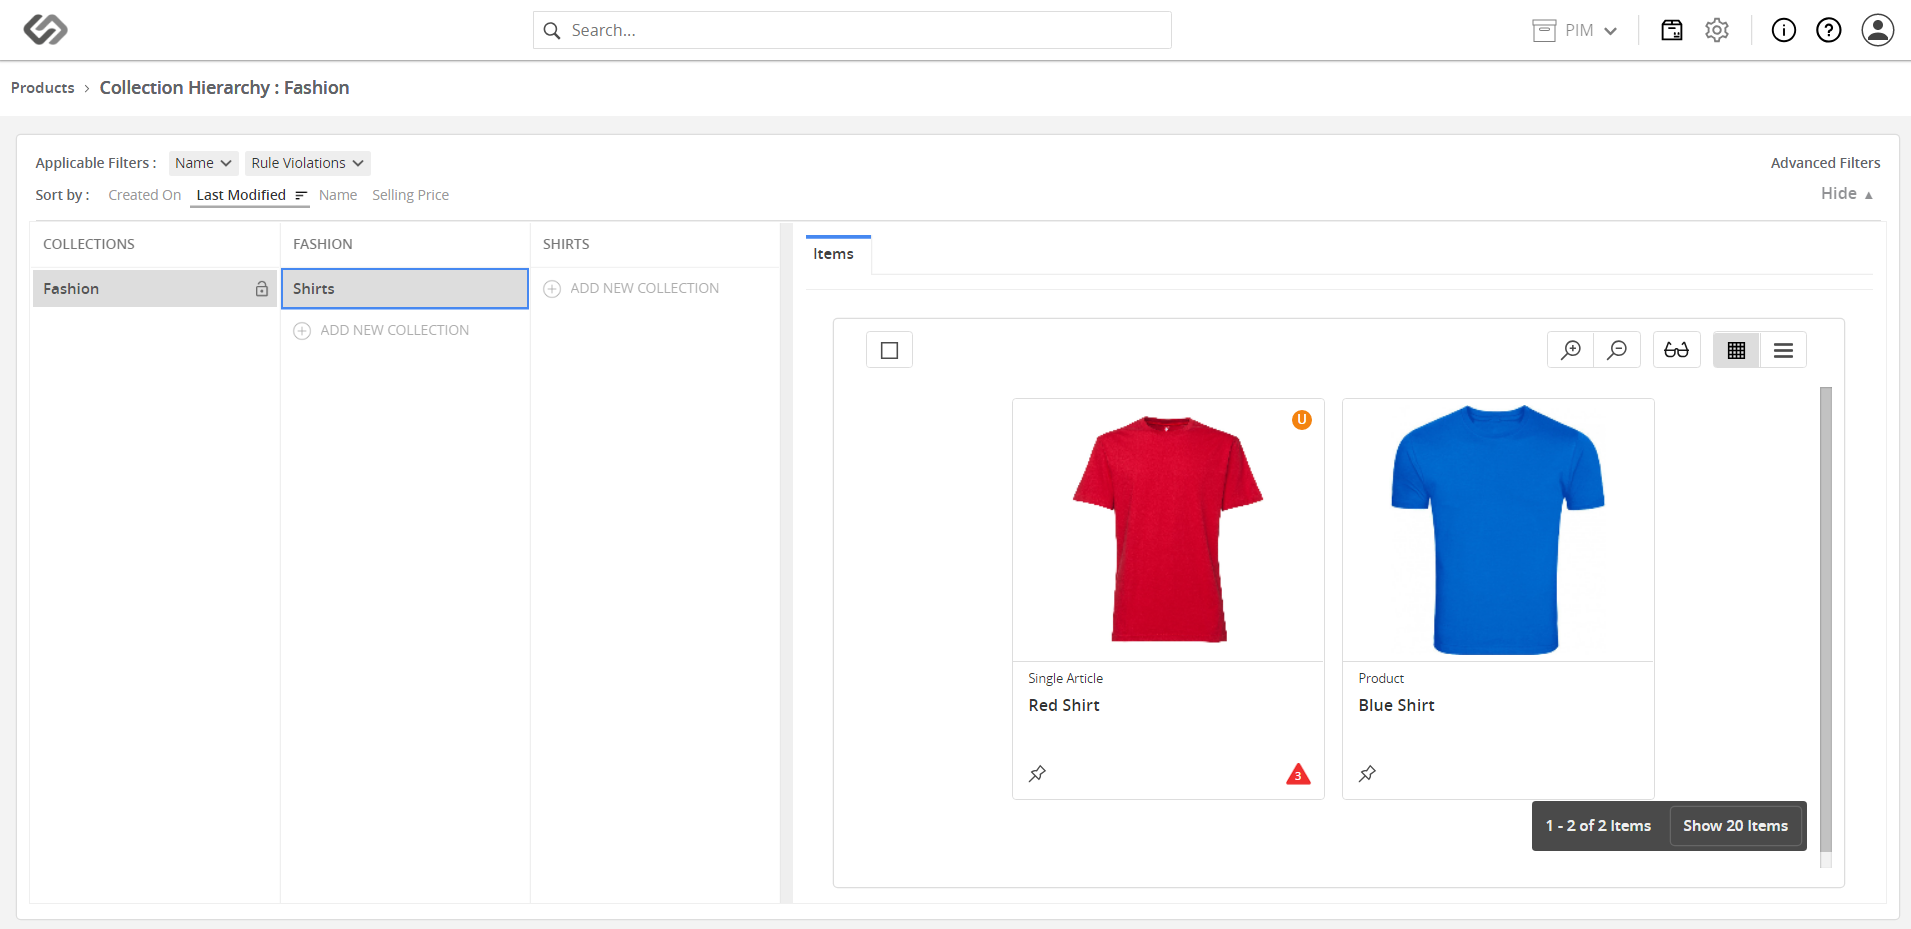 Search...
PIM
Products › Collection Hierarchy : Fashion
Applicable Filters : Name Rule Violations
Advanced Filters
Sort by : Created On Last Modified Name Selling Price
Hide ▲
COLLECTIONS
Fashion
FASHION
Shirts
ADD NEW COLLECTION
SHIRTS
ADD NEW COLLECTION
Items
U
Single Article
Red Shirt
3
Product
Blue Shirt
1 - 2 of 2 Items
Show 20 Items